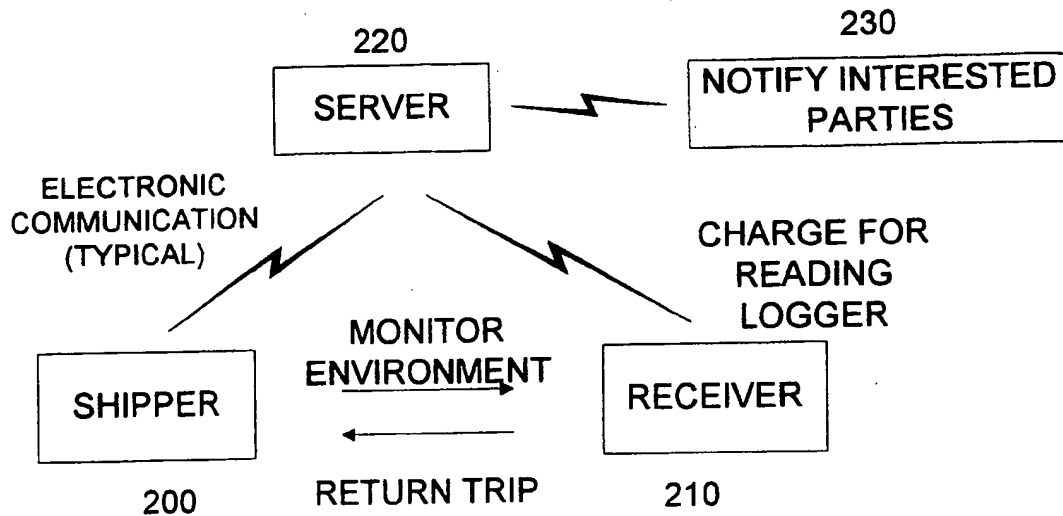 220
230
SERVER
NOTIFY INTERESTED
PARTIES
ELECTRONIC
COMMUNICATION
(TYPICAL)
CHARGE FOR
READING
LOGGER
MONITOR
ENVIRONMENT
SHIPPER
RECEIVER
RETURN TRIP
200
210